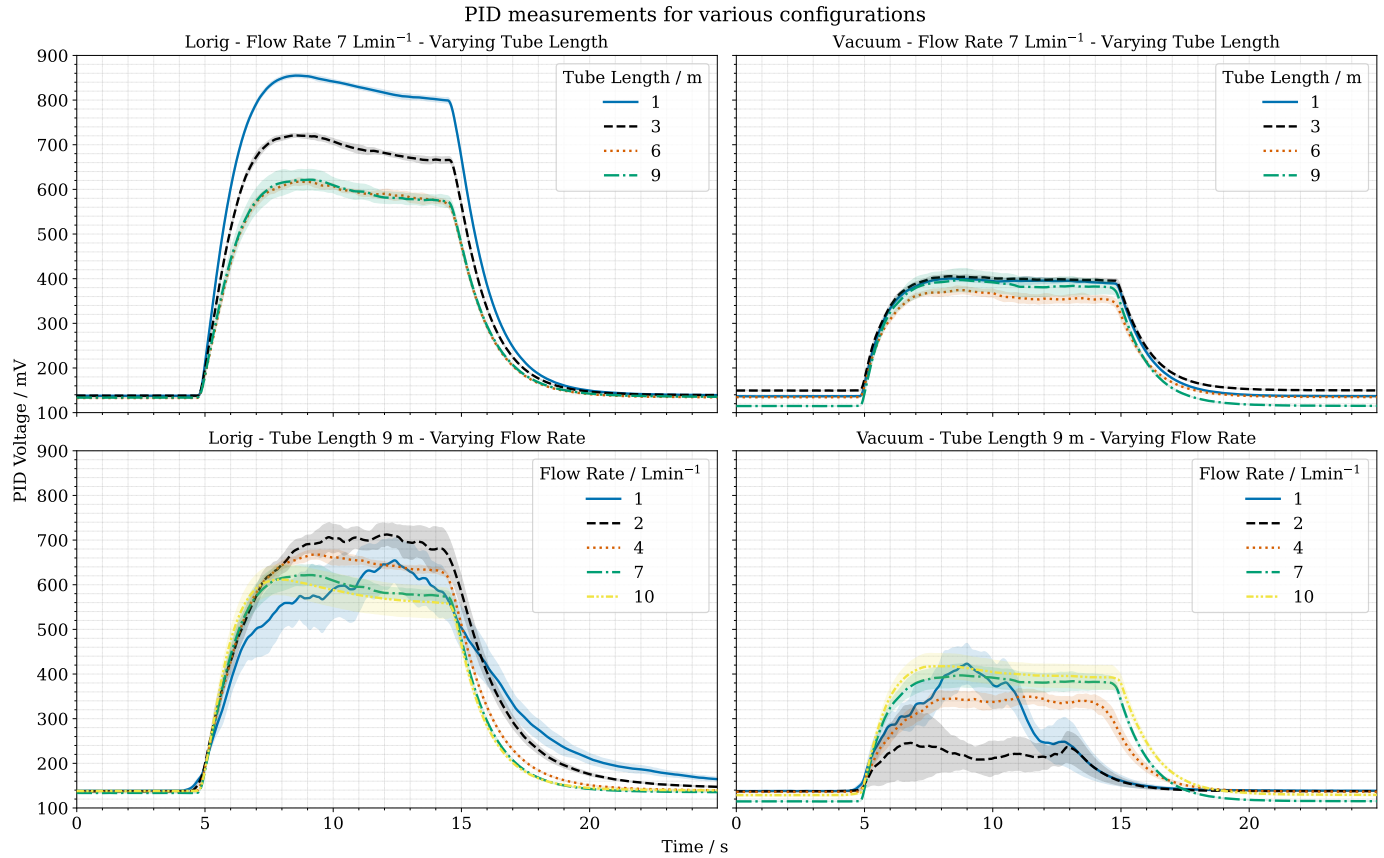 PID measurements for various configurations
Lorig - Flow Rate 7 Lmin⁻¹ - Varying Tube Length
Vacuum - Flow Rate 7 Lmin⁻¹ - Varying Tube Length
900
800
700
600
500
400
300
200
100
Tube Length / m
1
3
6
9
Tube Length / m
1
3
6
9
PID Voltage / mV
Lorig - Tube Length 9 m - Varying Flow Rate
Vacuum - Tube Length 9 m - Varying Flow Rate
900
800
700
600
500
400
300
200
100
Flow Rate / Lmin⁻¹
1
2
4
7
10
Flow Rate / Lmin⁻¹
1
2
4
7
10
0 5 10 15 20
0 5 10 15 20
Time / s